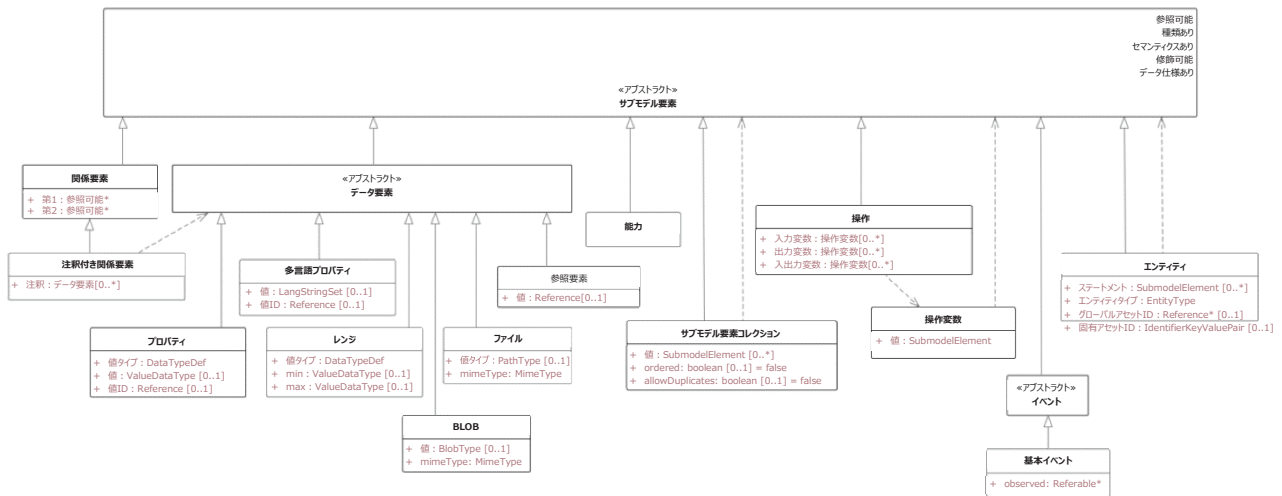 参照可能
種類あり
セマンティクスあり
修飾可能
データ仕様あり
«アブストラクト»
サブモデル要素
関係要素
+ 第1 : 参照可能*
+ 第2 : 参照可能*
«アブストラクト»
データ要素
能力
操作
+ 入力変数 : 操作変数[0..*]
+ 出力変数 : 操作変数[0..*]
+ 入出力変数 : 操作変数[0..*]
注釈付き関係要素
+ 注釈 : データ要素[0..*]
多言語プロパティ
+ 値 : LangStringSet [0..1]
+ 値ID : Reference [0..1]
参照要素
+ 値 : Reference[0..1]
エンティティ
+ ステートメント : SubmodelElement [0..*]
+ エンティティタイプ : EntityType
+ グローバルアセットID : Reference* [0..1]
+ 固有アセットID : IdentifierKeyValuePair [0..1]
プロパティ
+ 値タイプ : DataTypeDef
+ 値 : ValueDataType [0..1]
+ 値ID : Reference [0..1]
レンジ
+ 値タイプ : DataTypeDef
+ min : ValueDataType [0..1]
+ max : ValueDataType [0..1]
ファイル
+ 値タイプ : PathType [0..1]
+ mimeType: MimeType
サブモデル要素コレクション
+ 値 : SubmodelElement [0..*]
+ ordered: boolean [0..1] = false
+ allowDuplicates: boolean [0..1] = false
操作変数
+ 値 : SubmodelElement
«アブストラクト»
イベント
BLOB
+ 値 : BlobType [0..1]
+ mimeType: MimeType
基本イベント
+ observed: Referable*